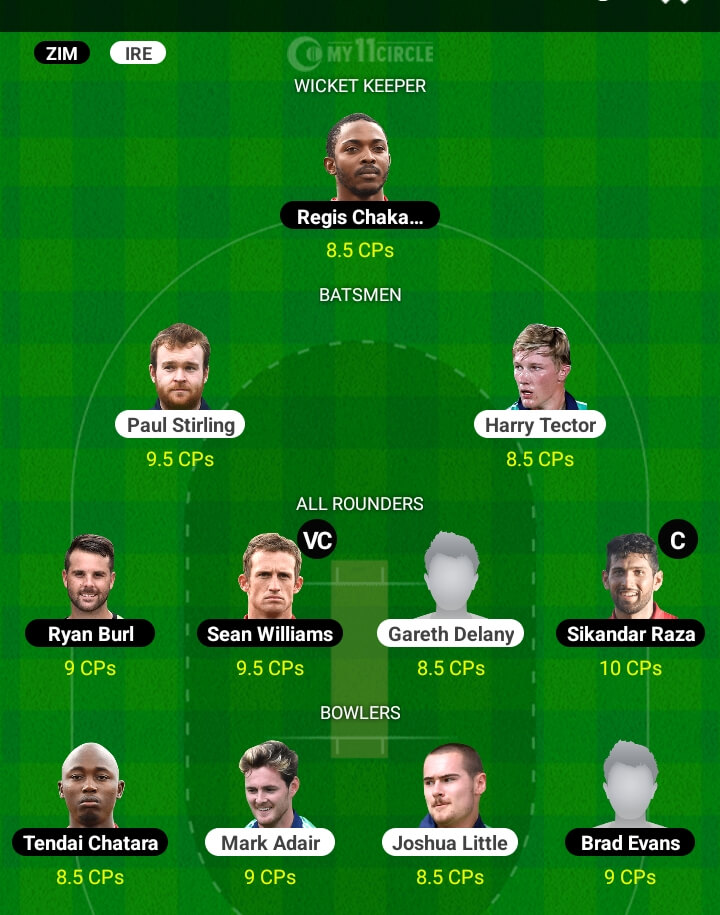 ZIM IRE MY11CIRCLE
WICKET KEEPER
Regis Chaka...
8.5 CPs
BATSMEN
Paul Stirling Harry Tector
9.5 CPs 8.5 CPs
ALL ROUNDERS
VC C
Ryan Burl Sean Williams Gareth Delany Sikandar Raza
9 CPs 9.5 CPs 8.5 CPs 10 CPs
BOWLERS
Tendai Chatara Mark Adair Joshua Little Brad Evans
8.5 CPs 9 CPs 8.5 CPs 9 CPs